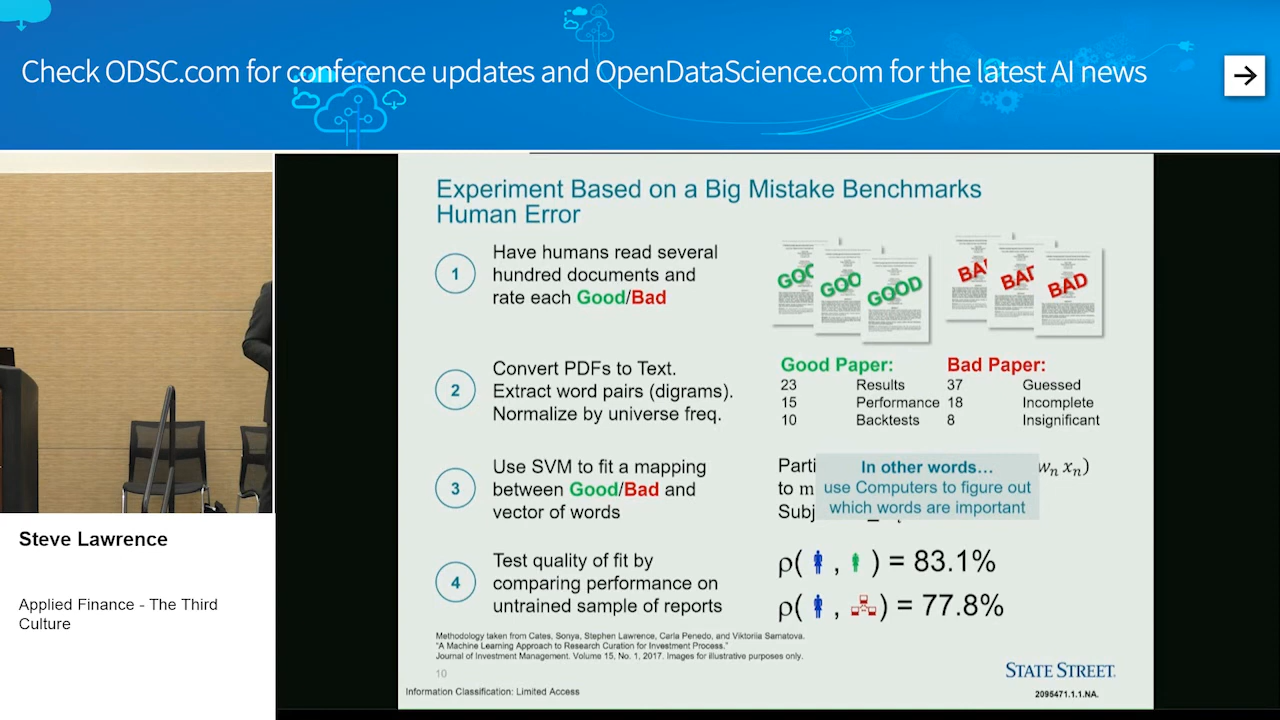 Check ODSC.com for conference updates and OpenDataScience.com for the latest AI news
Experiment Based on a Big Mistake Benchmarks
Human Error
1
Have humans read several
hundred documents and
rate each Good/Bad
GOOD
BAD
2
Convert PDFs to Text.
Extract word pairs (digrams).
Normalize by universe freq.
Good Paper:
23 Results
15 Performance
10 Backtests
Bad Paper:
37 Guessed
18 Incomplete
8 Insignificant
3
Use SVM to fit a mapping
between Good/Bad and
vector of words
In other words…
use Computers to figure out
which words are important
4
Test quality of fit by
comparing performance on
untrained sample of reports
ρ( , ) = 83.1%
ρ( , ) = 77.8%
Methodology taken from Cates, Sonya, Stephen Lawrence, Carla Penedo, and Viktoriia Samatova.
"A Machine Learning Approach to Research Curation for Investment Process."
Journal of Investment Management. Volume 15, No. 1, 2017. Images for illustrative purposes only.
10
Information Classification: Limited Access
STATE STREET.
2095471.1.1.NA.
Steve Lawrence
Applied Finance - The Third
Culture